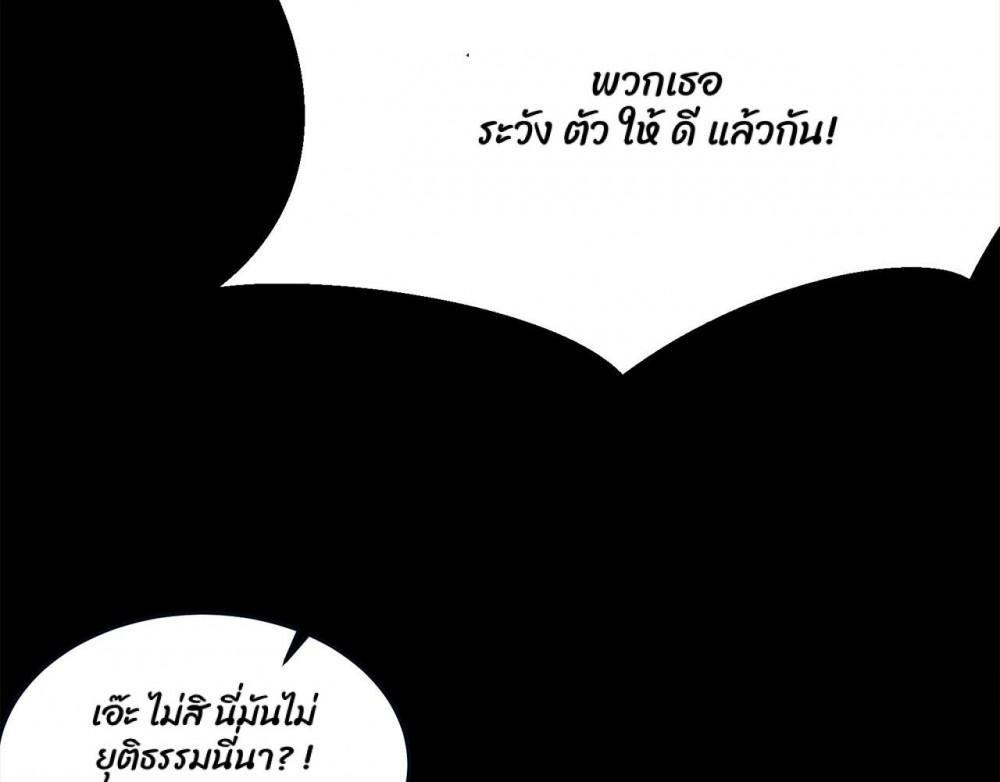 พวกเธอ
ระวัง ตัว ให้ ดี แล้วกัน!
เอ๊ะ ไม่สิ นี่มันไม่
ยุติธรรมนี่นา?!